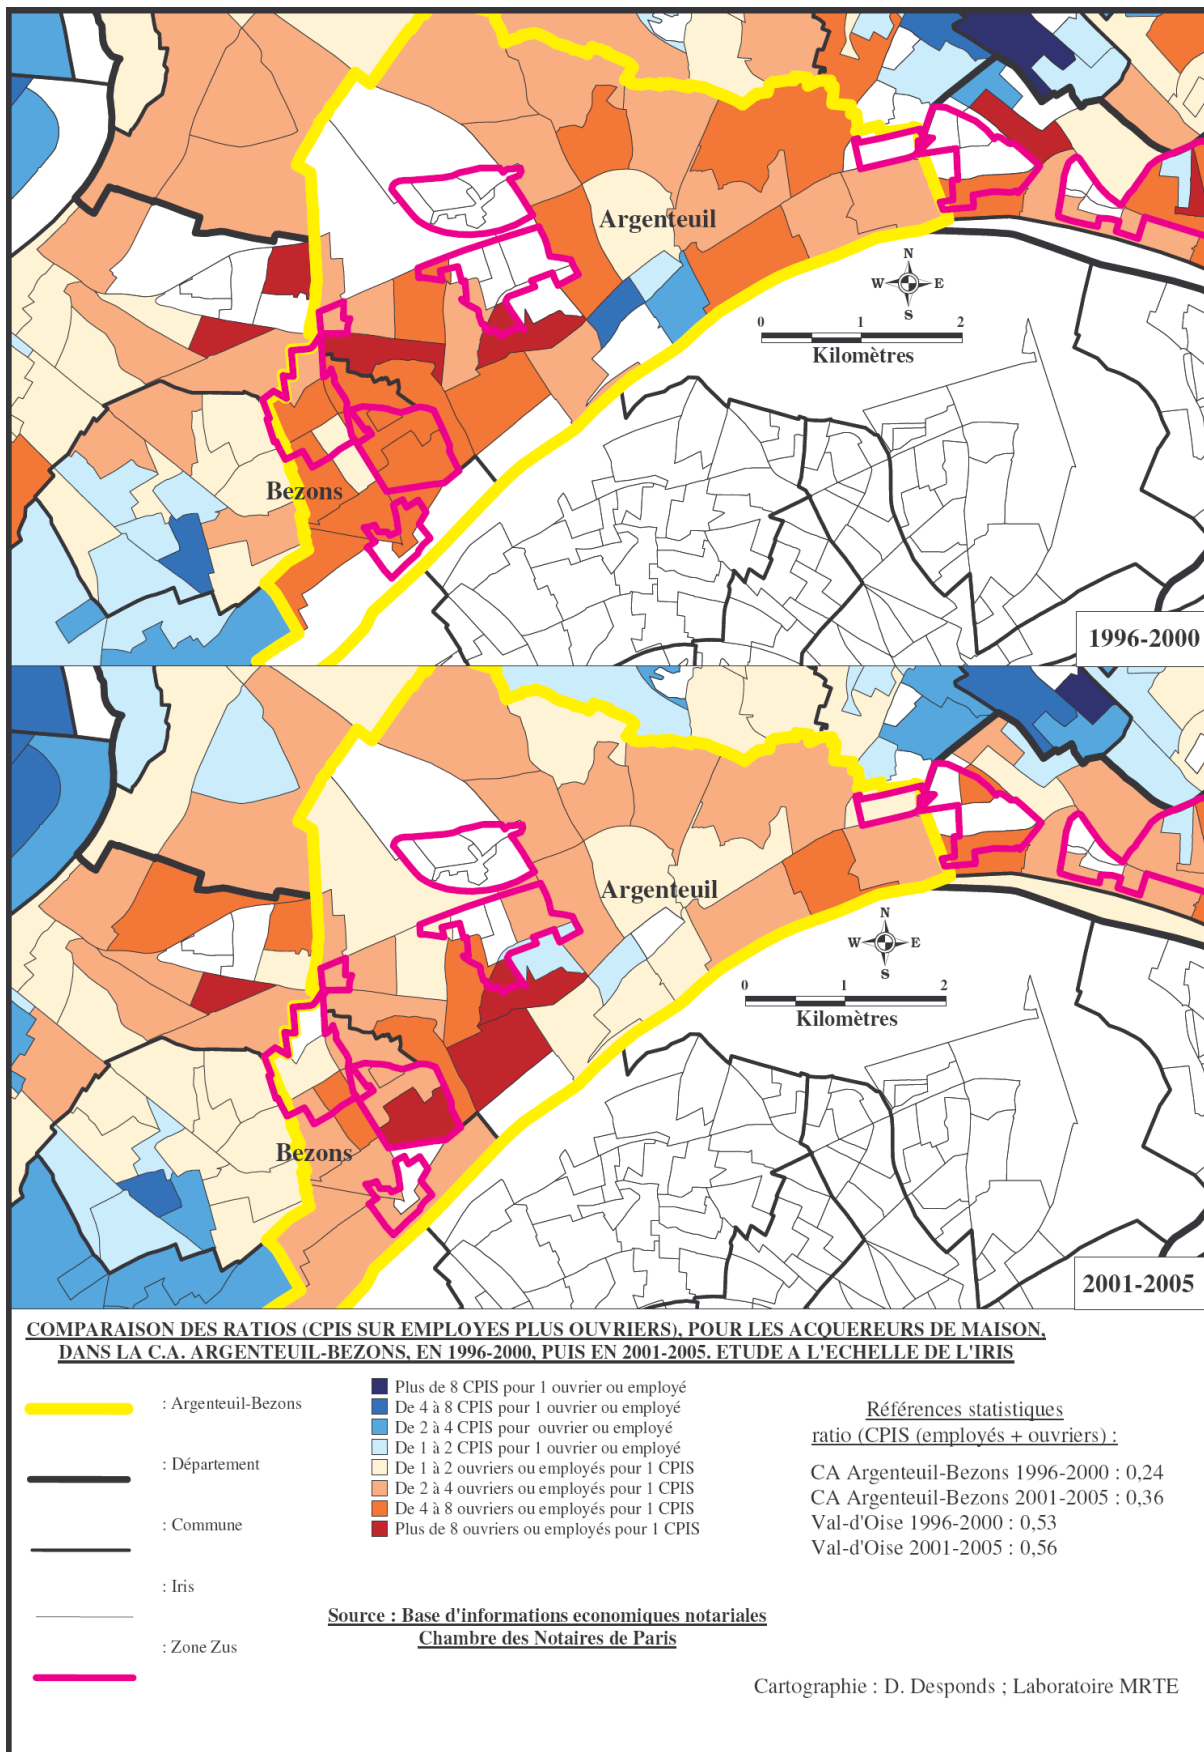 Argenteuil
N
W E
S
0 1 2
Kilomètres
Bezons
1996-2000
Argenteuil
N
W E
S
0 1 2
Kilomètres
Bezons
2001-2005
COMPARAISON DES RATIOS (CPIS SUR EMPLOYES PLUS OUVRIERS), POUR LES ACQUEREURS DE MAISON,
DANS LA C.A. ARGENTEUIL-BEZONS, EN 1996-2000, PUIS EN 2001-2005. ETUDE A L'ECHELLE DE L'IRIS
: Argenteuil-Bezons
: Département
: Commune
: Iris
: Zone Zus
Plus de 8 CPIS pour 1 ouvrier ou employé
De 4 à 8 CPIS pour 1 ouvrier ou employé
De 2 à 4 CPIS pour ouvrier ou employé
De 1 à 2 CPIS pour 1 ouvrier ou employé
De 1 à 2 ouvriers ou employés pour 1 CPIS
De 2 à 4 ouvriers ou employés pour 1 CPIS
De 4 à 8 ouvriers ou employés pour 1 CPIS
Plus de 8 ouvriers ou employés pour 1 CPIS
Références statistiques
ratio (CPIS (employés + ouvriers) :
CA Argenteuil-Bezons 1996-2000 : 0,24
CA Argenteuil-Bezons 2001-2005 : 0,36
Val-d'Oise 1996-2000 : 0,53
Val-d'Oise 2001-2005 : 0,56
Source : Base d'informations economiques notariales
Chambre des Notaires de Paris
Cartographie : D. Desponds ; Laboratoire MRTE